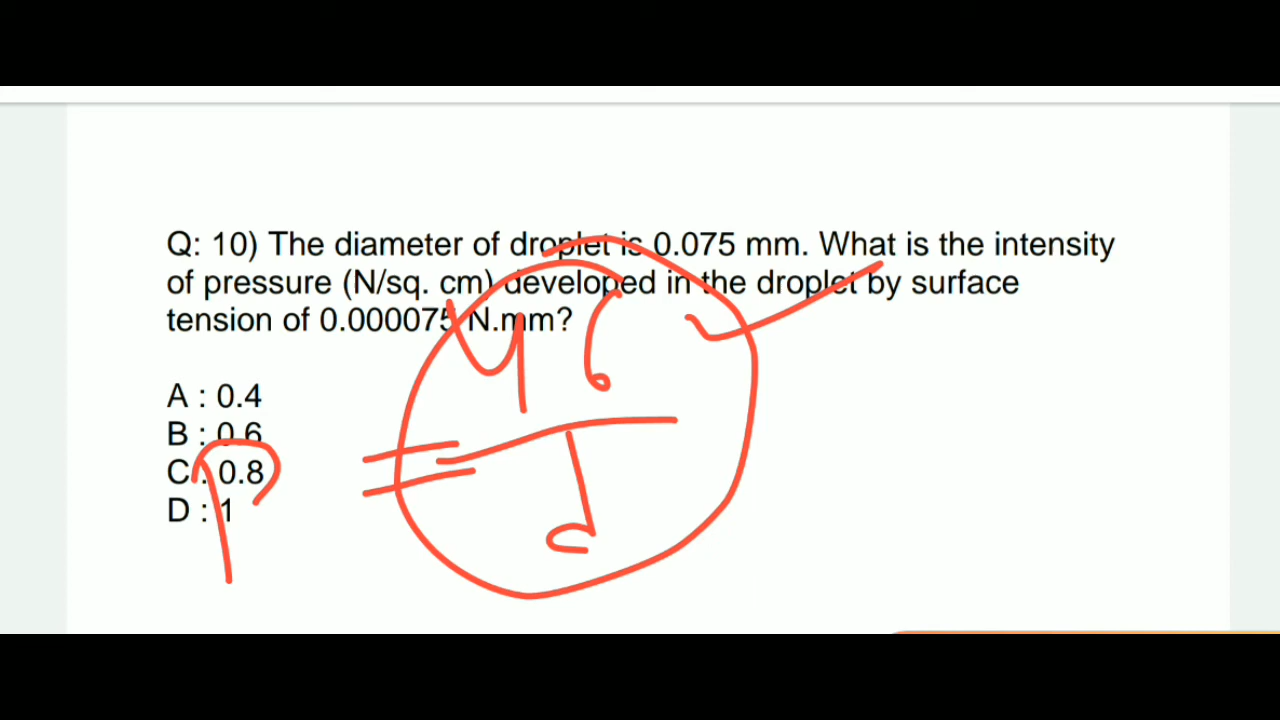 Q: 10) The diameter of droplet is 0.075 mm. What is the intensity
of pressure (N/sq. cm) developed in the droplet by surface
tension of 0.000075 N.mm?
A : 0.4
B : 0.6
C : 0.8
D : 1
p = 4 σ
d